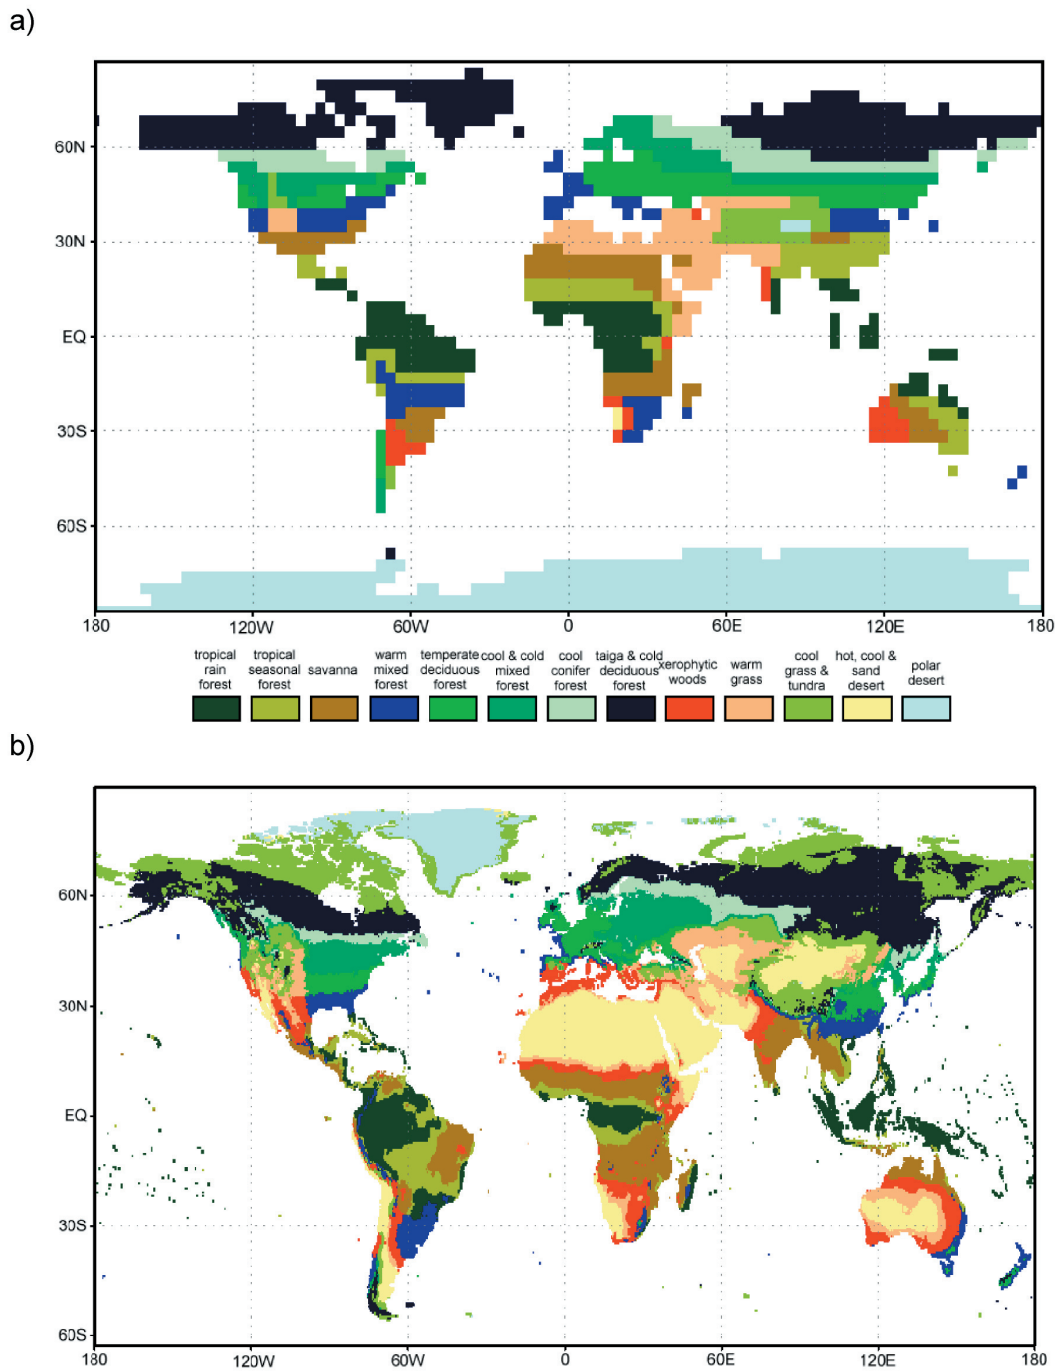 a)
60N
30N
EQ
30S
60S
180 120W 60W 0 60E 120E 180
tropical rain forest
tropical seasonal forest
savanna
warm mixed forest
temperate deciduous forest
cool & cold mixed forest
cool conifer forest
taiga & cold deciduous forest
xerophytic woods
warm grass
cool grass & tundra
hot, cool & sand desert
polar desert
b)
60N
30N
EQ
30S
60S
180 120W 60W 0 60E 120E 180